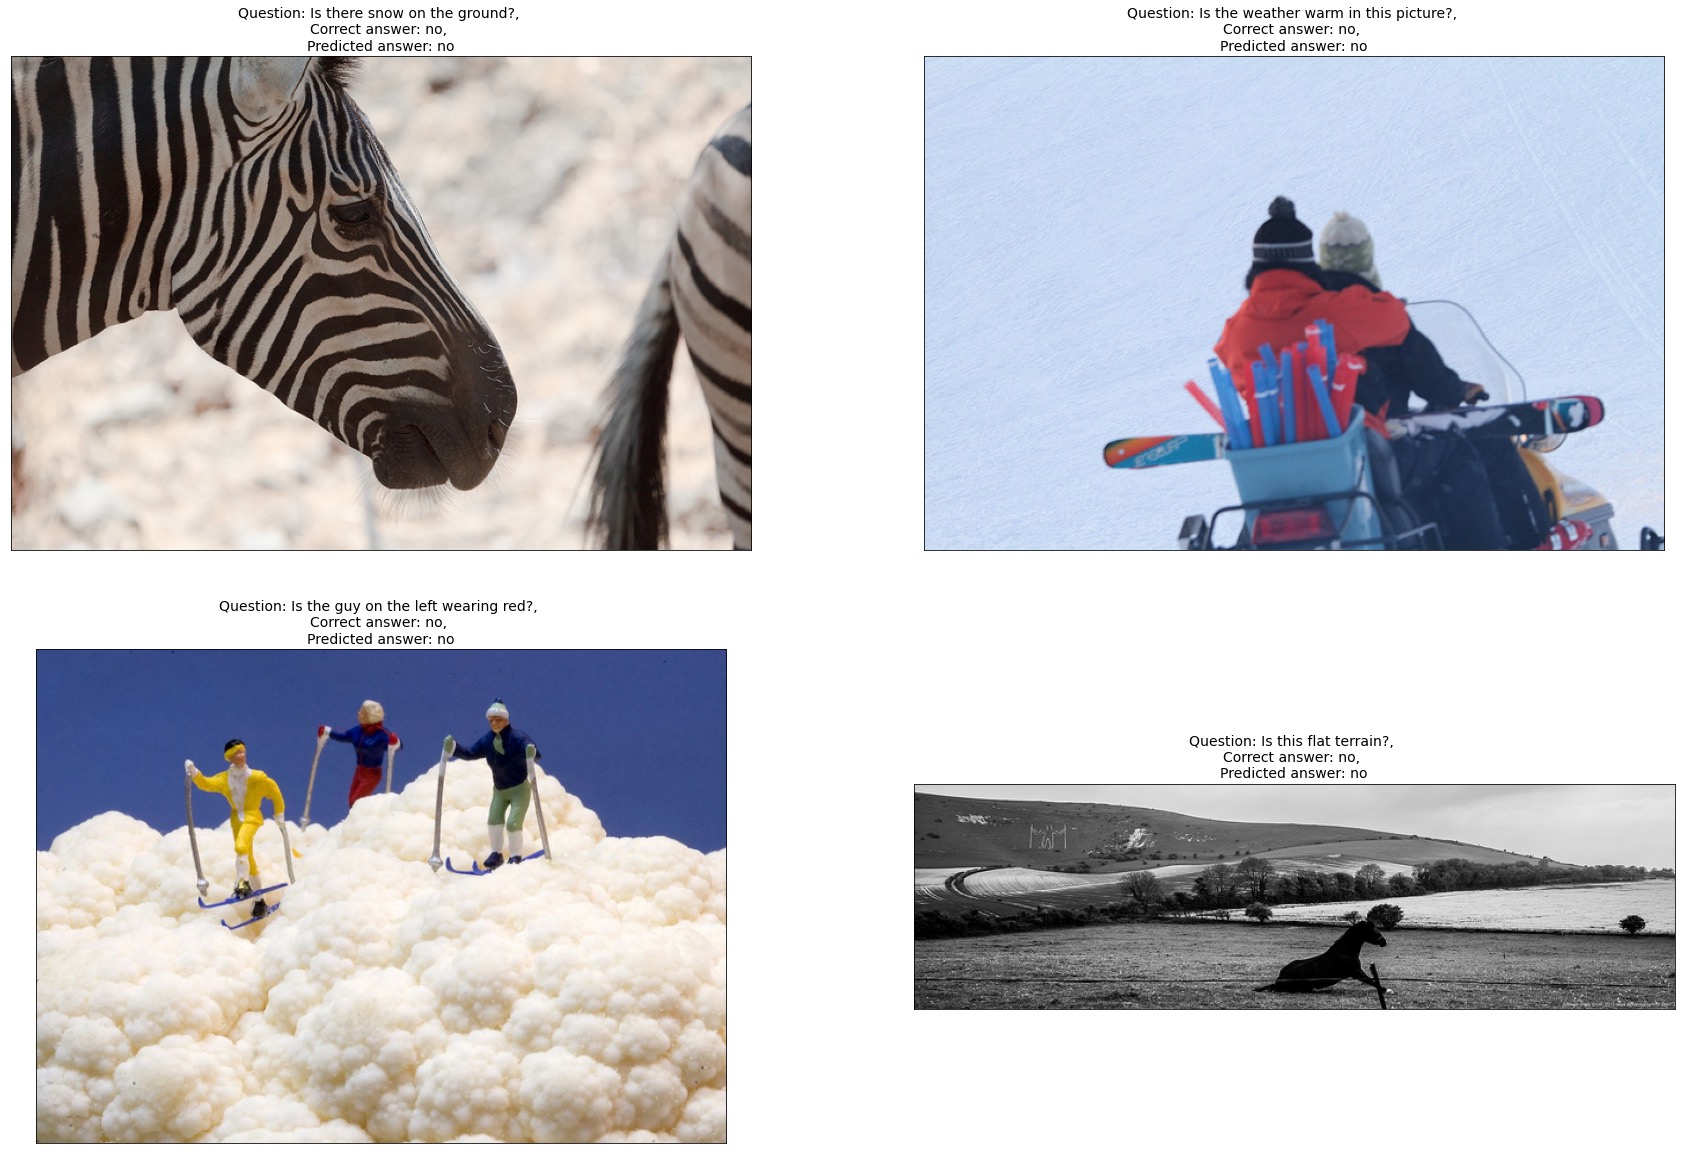 Question: Is there snow on the ground?,
Correct answer: no,
Predicted answer: no
Question: Is the weather warm in this picture?,
Correct answer: no,
Predicted answer: no
Question: Is the guy on the left wearing red?,
Correct answer: no,
Predicted answer: no
Question: Is this flat terrain?,
Correct answer: no,
Predicted answer: no